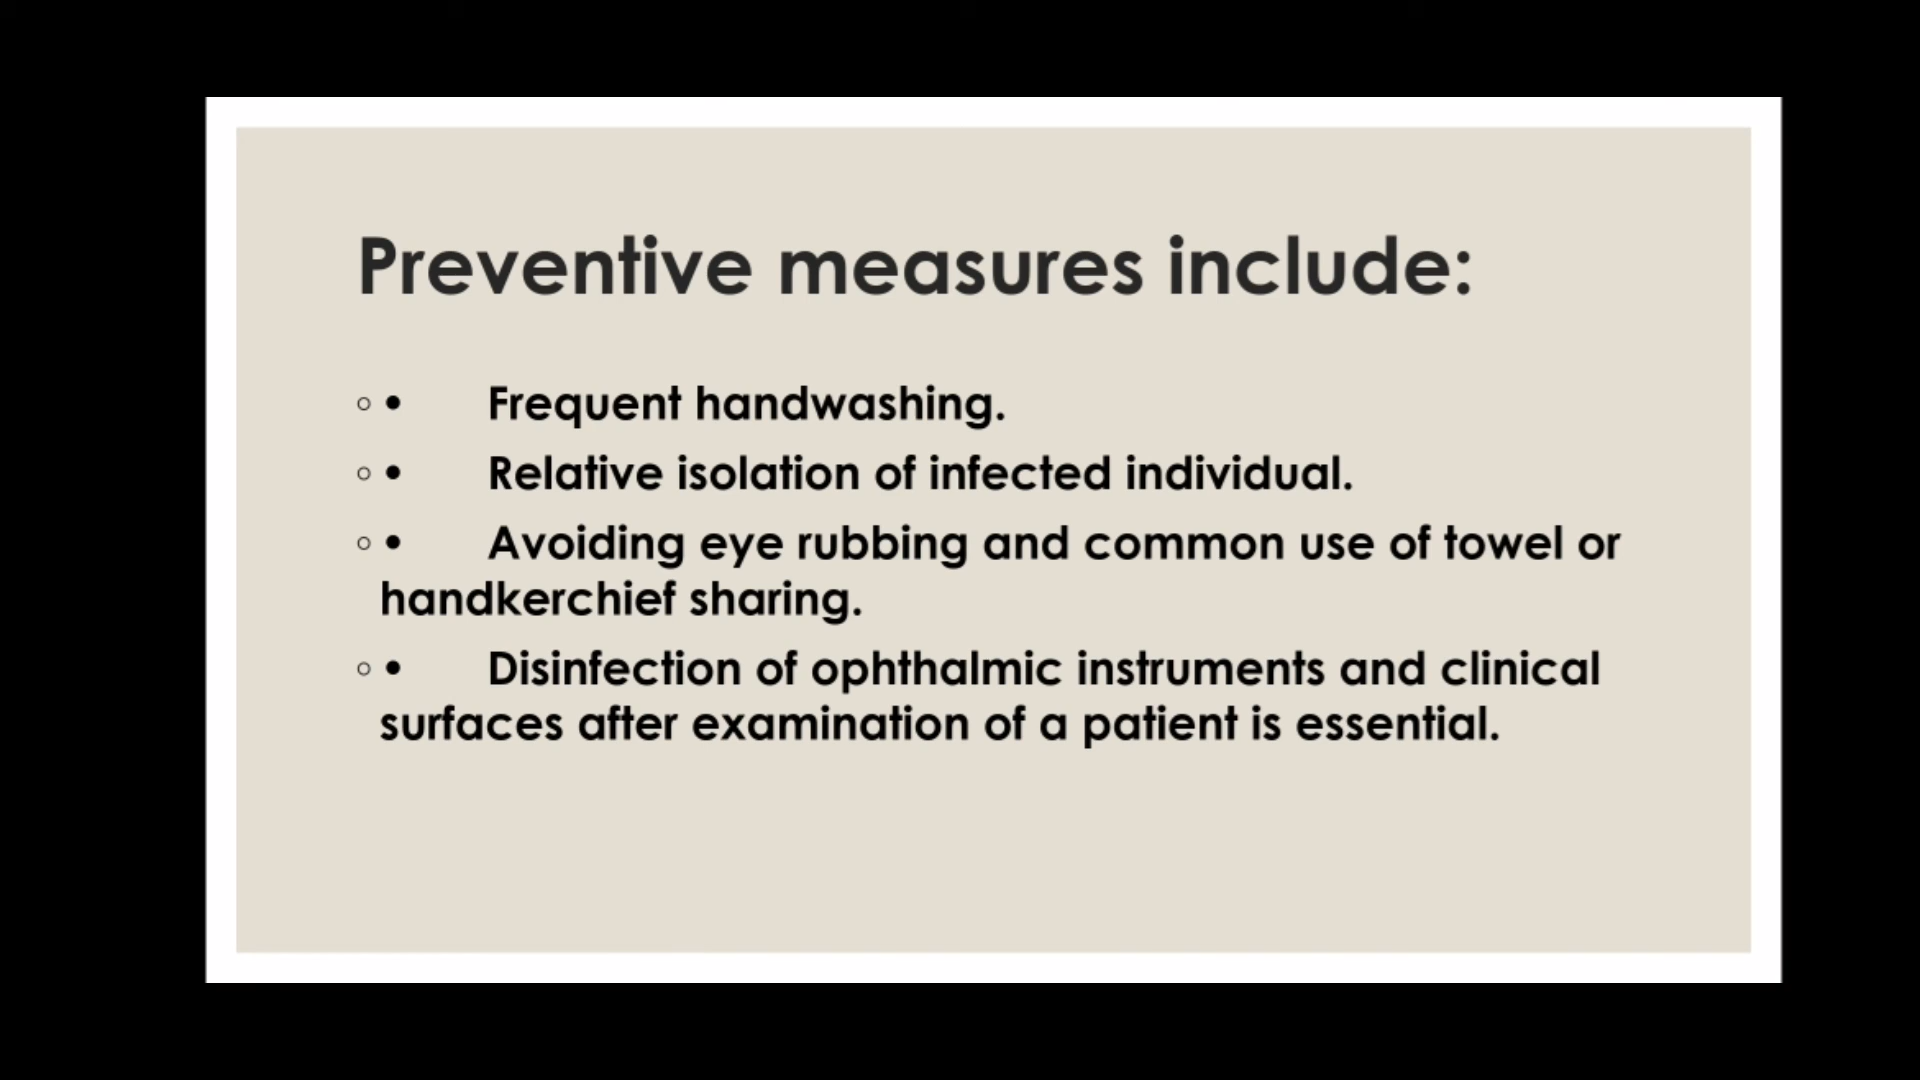 Preventive measures include:
◦ • Frequent handwashing.
◦ • Relative isolation of infected individual.
◦ • Avoiding eye rubbing and common use of towel or
handkerchief sharing.
◦ • Disinfection of ophthalmic instruments and clinical
surfaces after examination of a patient is essential.